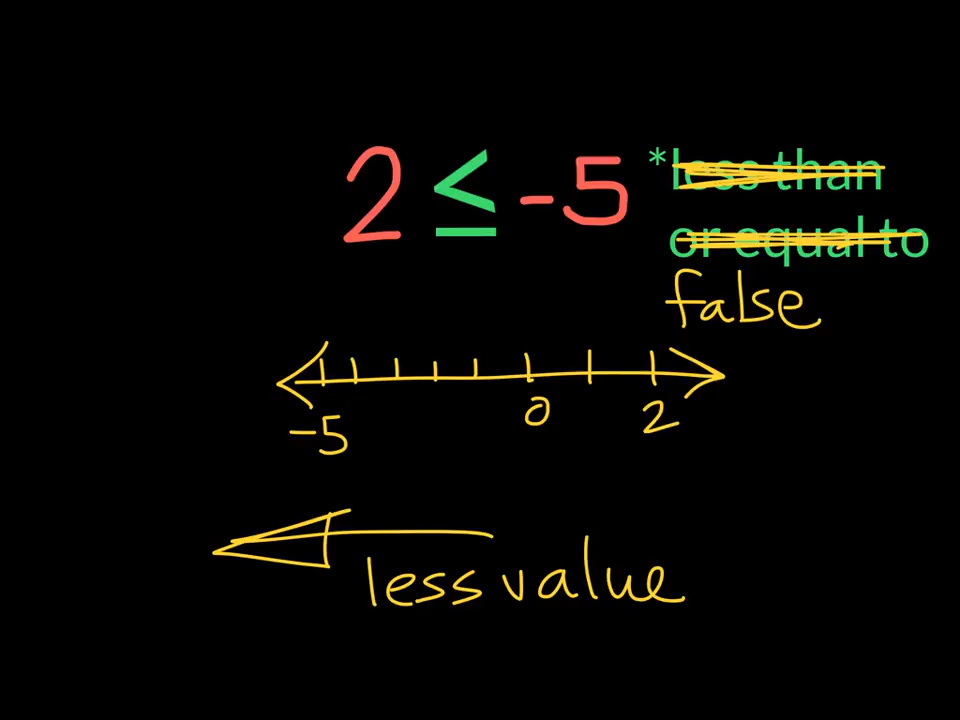 2 ≤ -5 *less than
or equal to
false
-5 0 2
less value